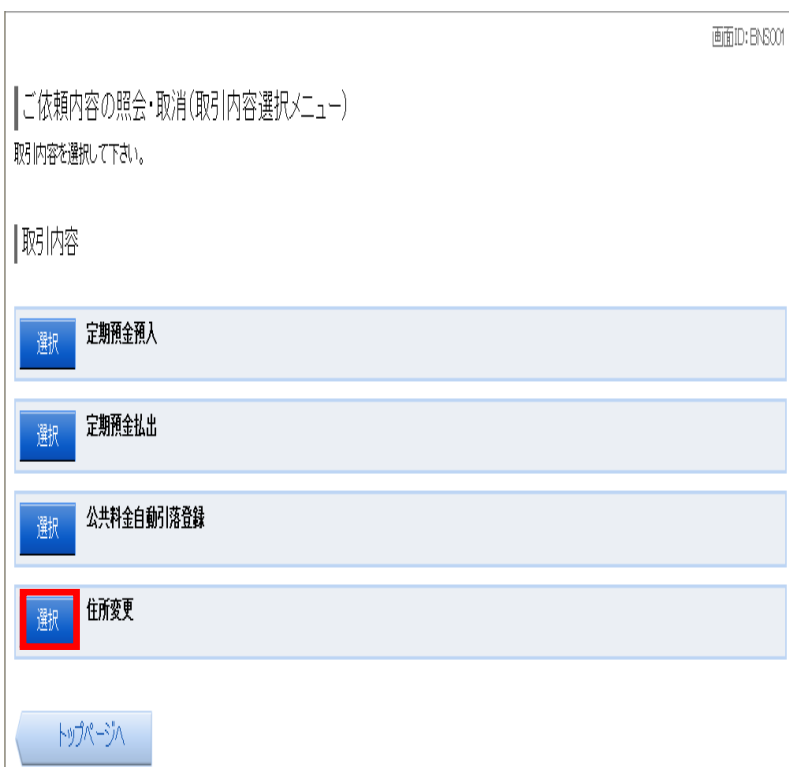 画面ID:BNS001
ご依頼内容の照会・取消(取引内容選択メニュー)
取引内容を選択して下さい。
取引内容
選択 定期預金預入
選択 定期預金払出
選択 公共料金自動引落登録
選択 住所変更
トップページへ